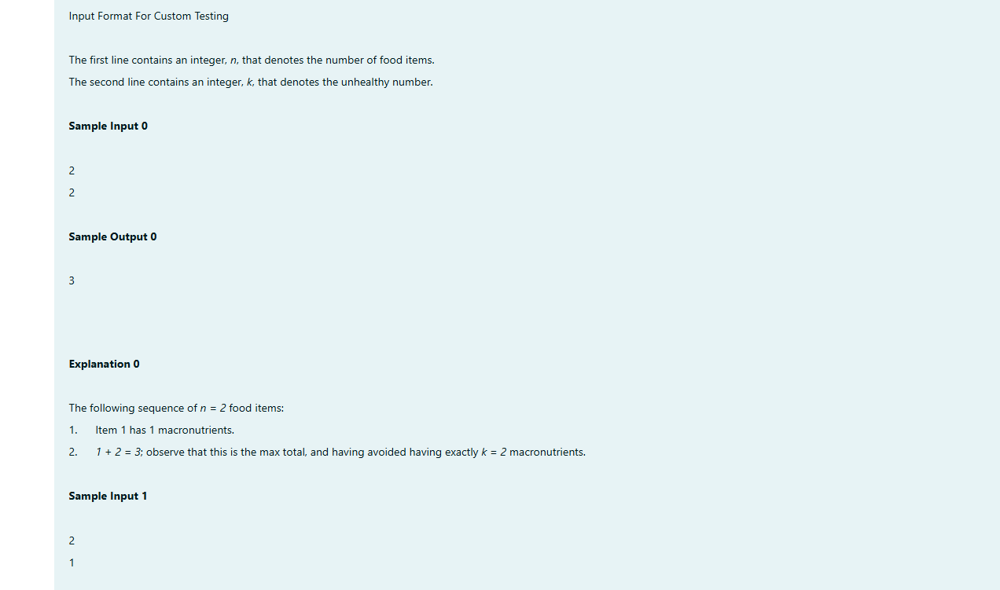 Input Format For Custom Testing
The first line contains an integer, n, that denotes the number of food items.
The second line contains an integer, k, that denotes the unhealthy number.
Sample Input 0
2
2
Sample Output 0
3
Explanation 0
The following sequence of n = 2 food items:
1. Item 1 has 1 macronutrients.
2. 1 + 2 = 3; observe that this is the max total, and having avoided having exactly k = 2 macronutrients.
Sample Input 1
2
1